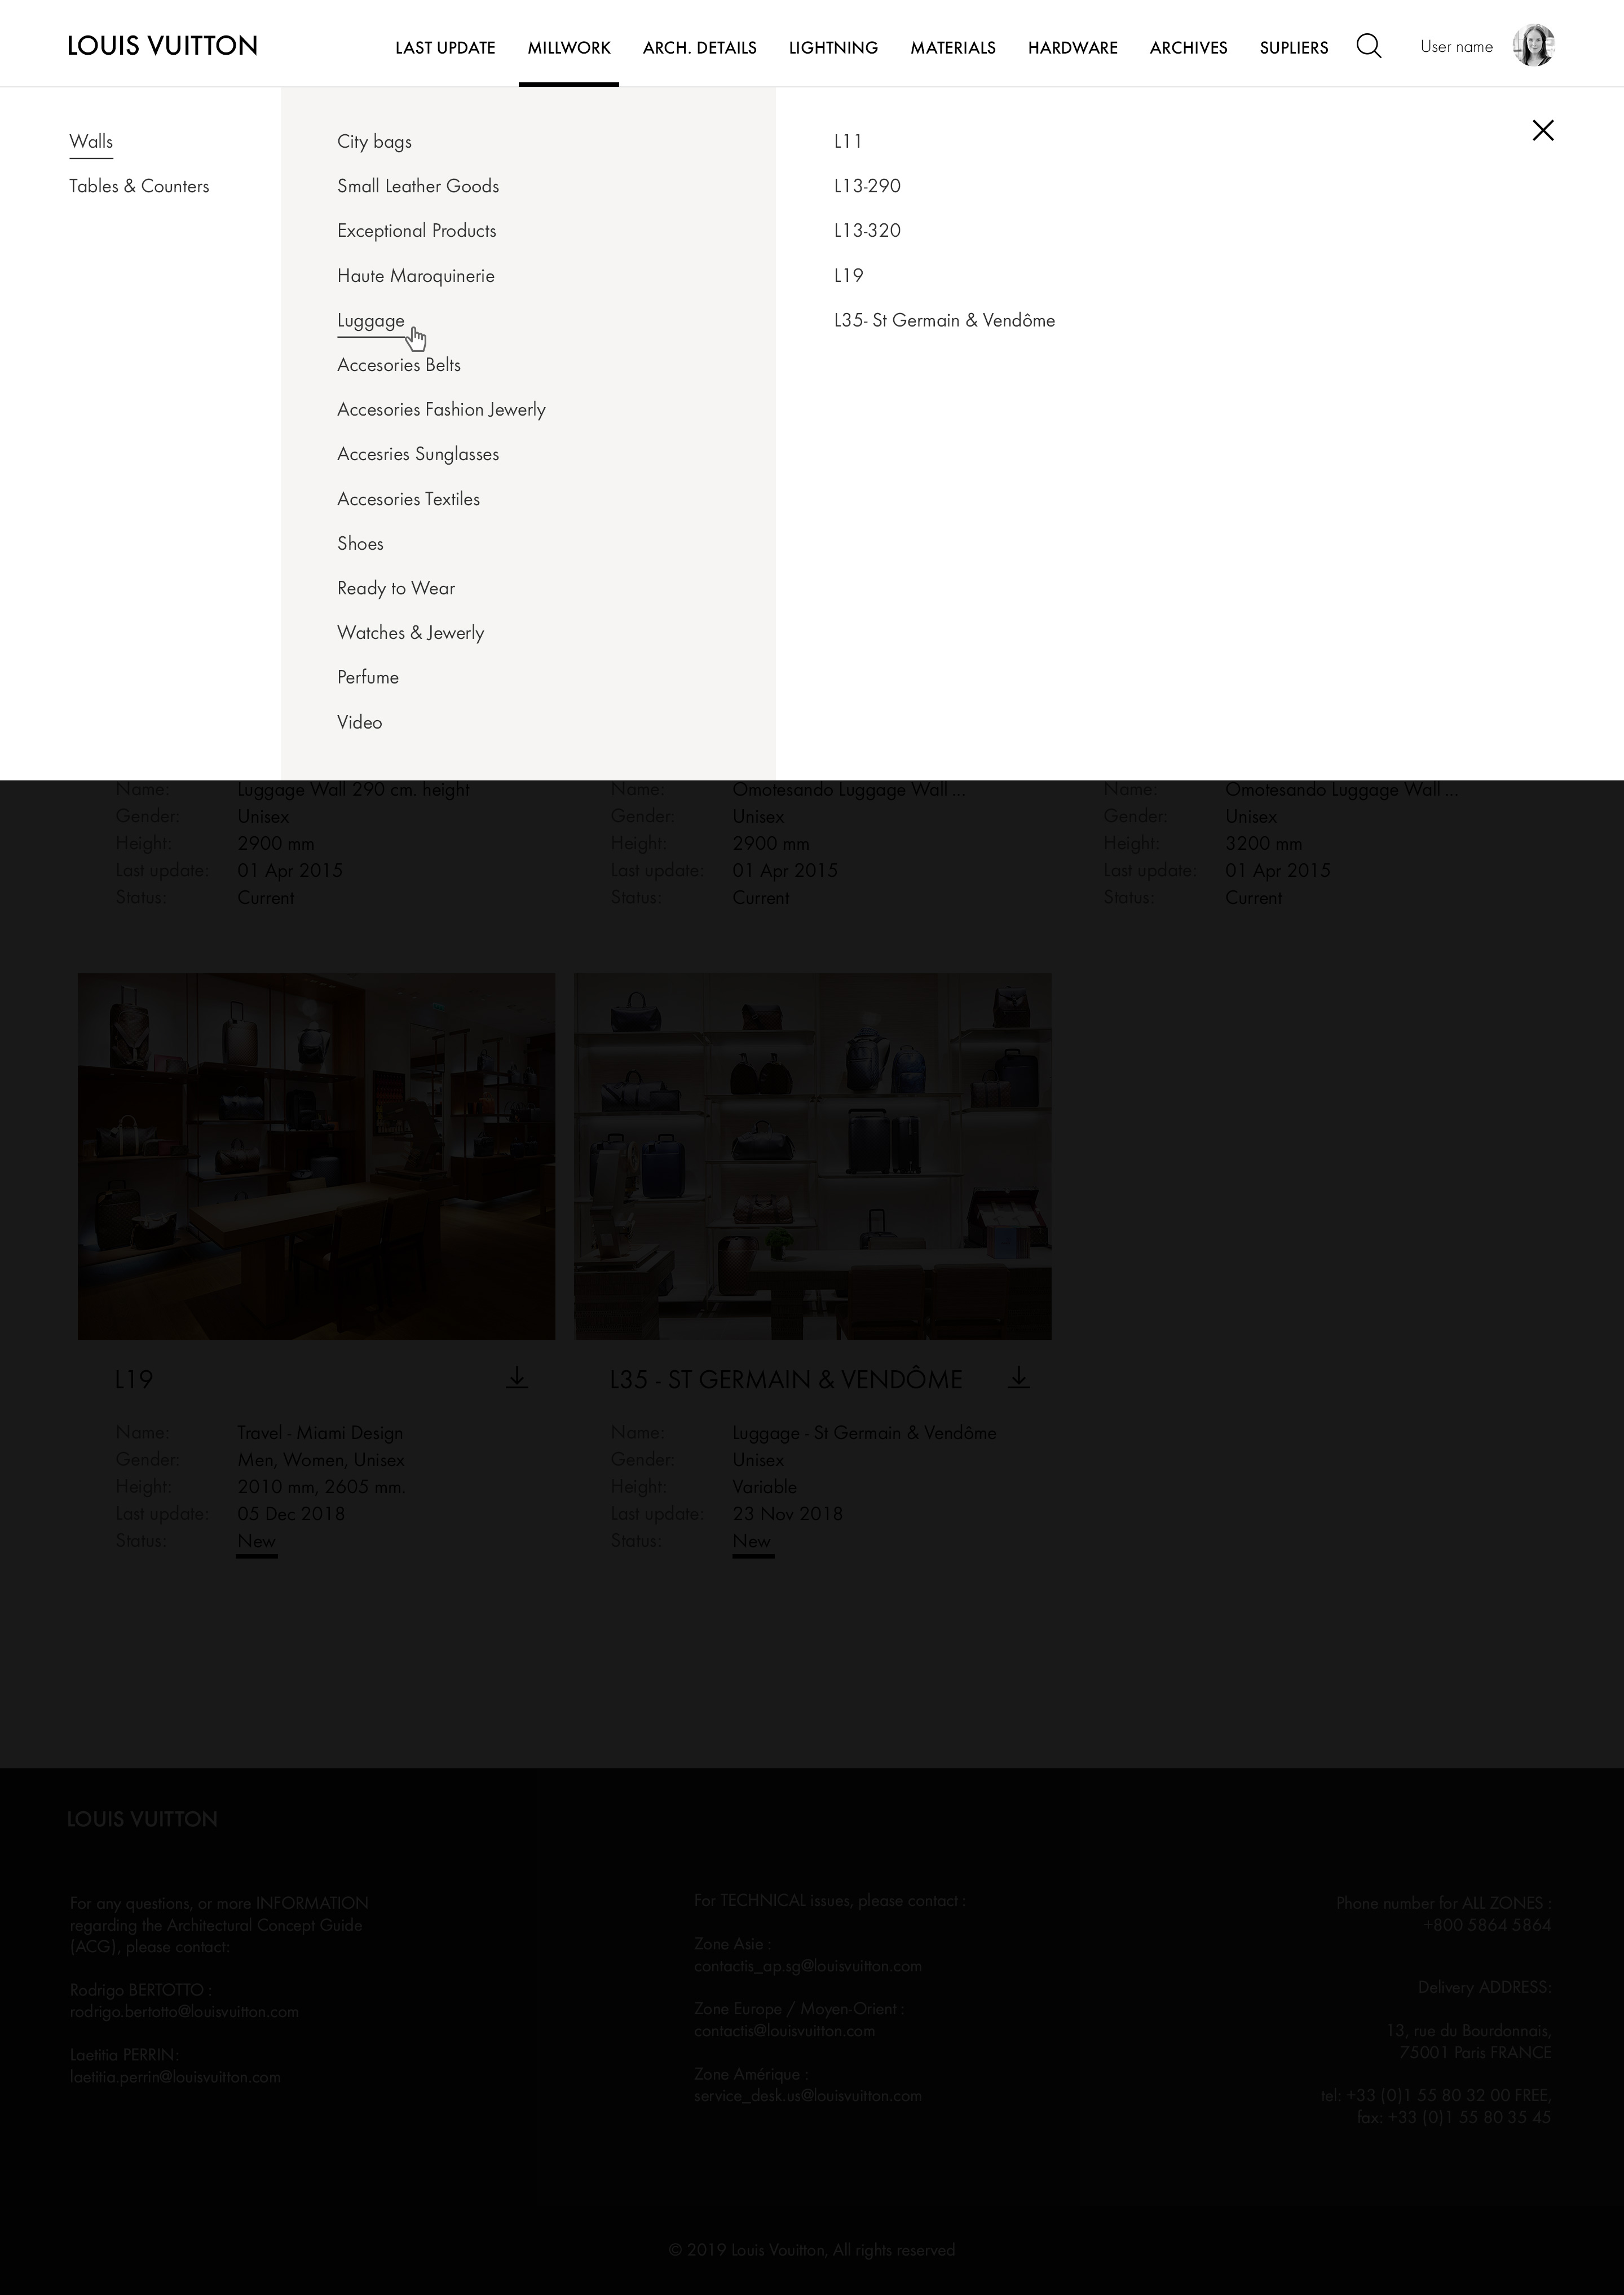 LOUIS VUITTON
LAST UPDATE
MILLWORK
ARCH. DETAILS
LIGHTNING
MATERIALS
HARDWARE
ARCHIVES
SUPLIERS
User name
Walls
Tables & Counters
City bags
Small Leather Goods
Exceptional Products
Haute Maroquinerie
Luggage
Accesories Belts
Accesories Fashion Jewerly
Accesries Sunglasses
Accesories Textiles
Shoes
Ready to Wear
Watches & Jewerly
Perfume
Video
L11
L13-290
L13-320
L19
L35- St Germain & Vendôme
Name: Luggage Wall 290 cm. height
Gender: Unisex
Height: 2900 mm
Last update: 01 Apr 2015
Status: Current
Name: Omotesando Luggage Wall ...
Gender: Unisex
Height: 2900 mm
Last update: 01 Apr 2015
Status: Current
Name: Omotesando Luggage Wall ...
Gender: Unisex
Height: 3200 mm
Last update: 01 Apr 2015
Status: Current
L19
Name: Travel - Miami Design
Gender: Men, Women, Unisex
Height: 2010 mm, 2605 mm.
Last update: 05 Dec 2018
Status: New
L35 - ST GERMAIN & VENDÔME
Name: Luggage - St Germain & Vendôme
Gender: Unisex
Height: Variable
Last update: 23 Nov 2018
Status: New
LOUIS VUITTON
For any questions, or more INFORMATION
regarding the Architectural Concept Guide
(ACG), please contact:
Rodrigo BERTOTTO :
rodrigo.bertotto@louisvuitton.com
Laetitia PERRIN:
laetitia.perrin@louisvuitton.com
For TECHNICAL issues, please contact :
Zone Asie :
contactis_ap.sg@louisvuitton.com
Zone Europe / Moyen-Orient :
contactis@louisvuitton.com
Zone Amérique :
service_desk.us@louisvuitton.com
Phone number for ALL ZONES :
+800 5864 5864
Delivery ADDRESS:
13, rue du Bourdonnais,
75001 Paris FRANCE
tel: +33 (0)1 55 80 32 00 FREE,
fax: +33 (0)1 55 80 35 45
© 2019 Louis Vouitton, All rights reserved